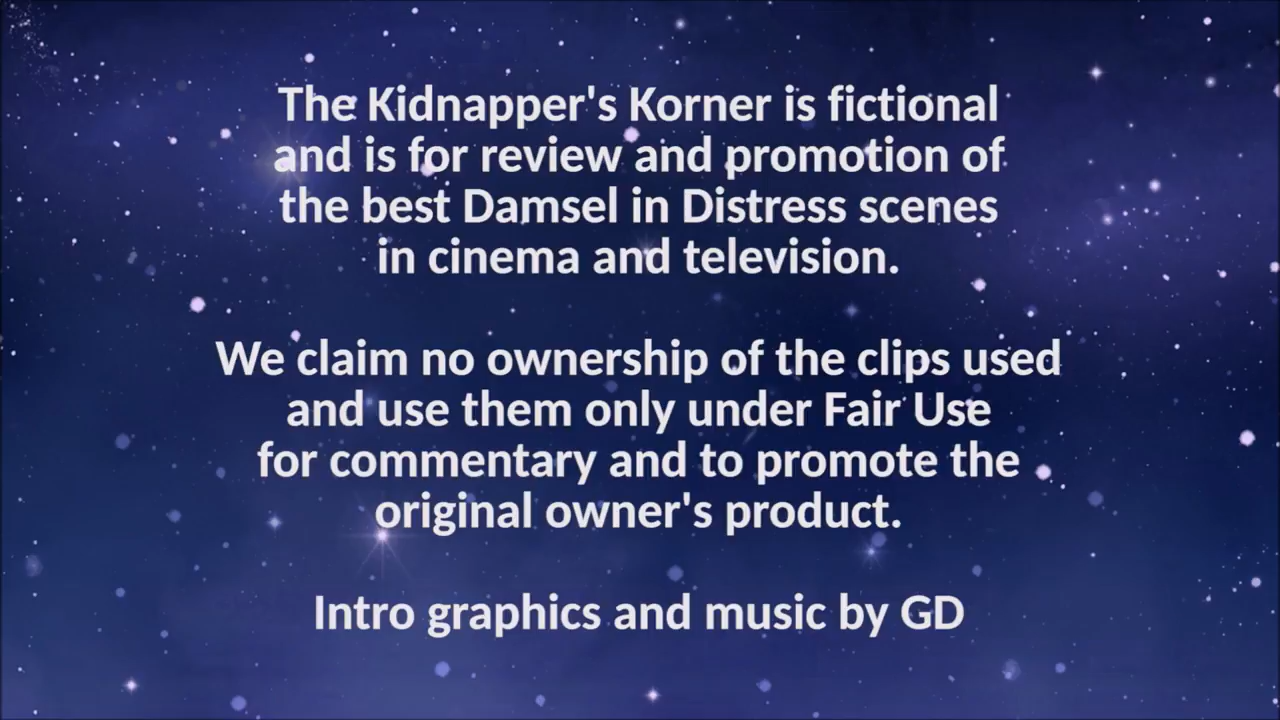 The Kidnapper's Korner is fictional
and is for review and promotion of
the best Damsel in Distress scenes
in cinema and television.
We claim no ownership of the clips used
and use them only under Fair Use
for commentary and to promote the
original owner's product.
Intro graphics and music by GD